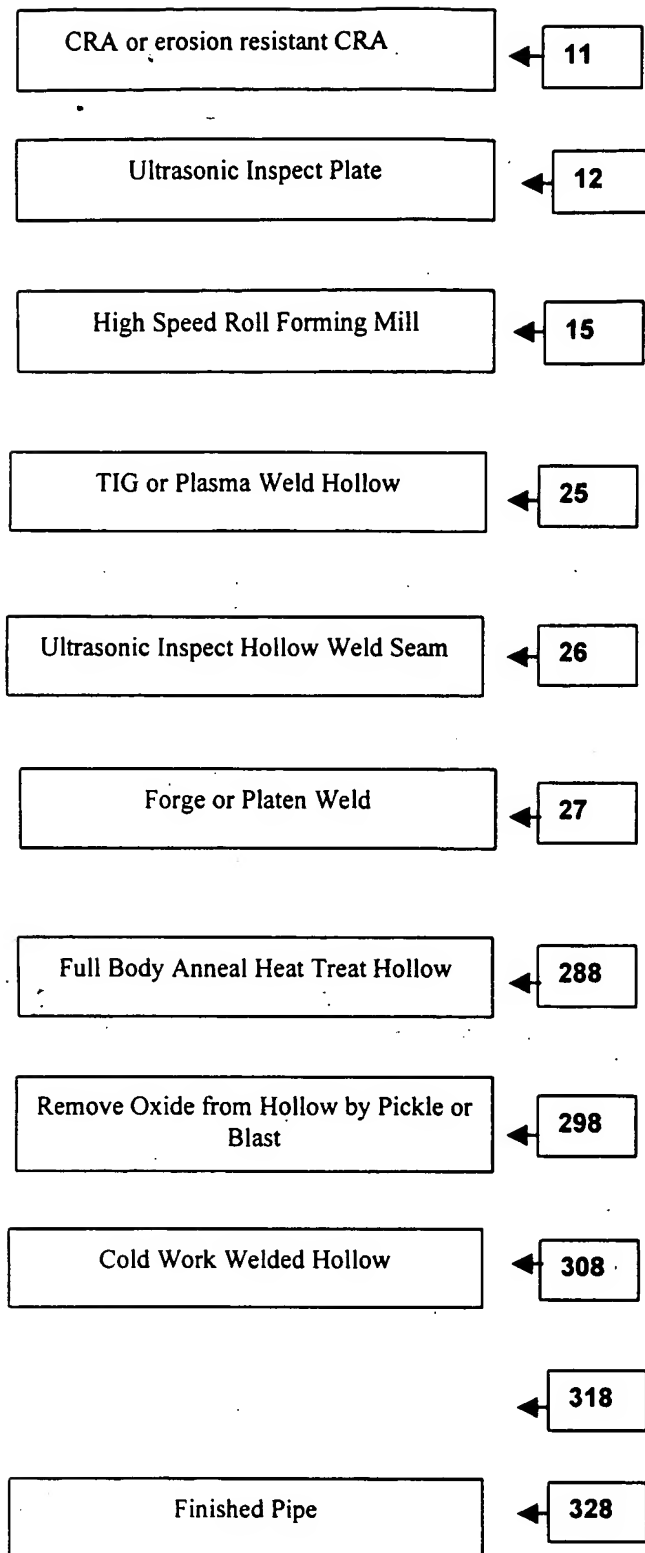 CRA or erosion resistant CRA
11
Ultrasonic Inspect Plate
12
High Speed Roll Forming Mill
15
TIG or Plasma Weld Hollow
25
Ultrasonic Inspect Hollow Weld Seam
26
Forge or Platen Weld
27
Full Body Anneal Heat Treat Hollow
288
Remove Oxide from Hollow by Pickle or
Blast
298
Cold Work Welded Hollow
308
318
Finished Pipe
328